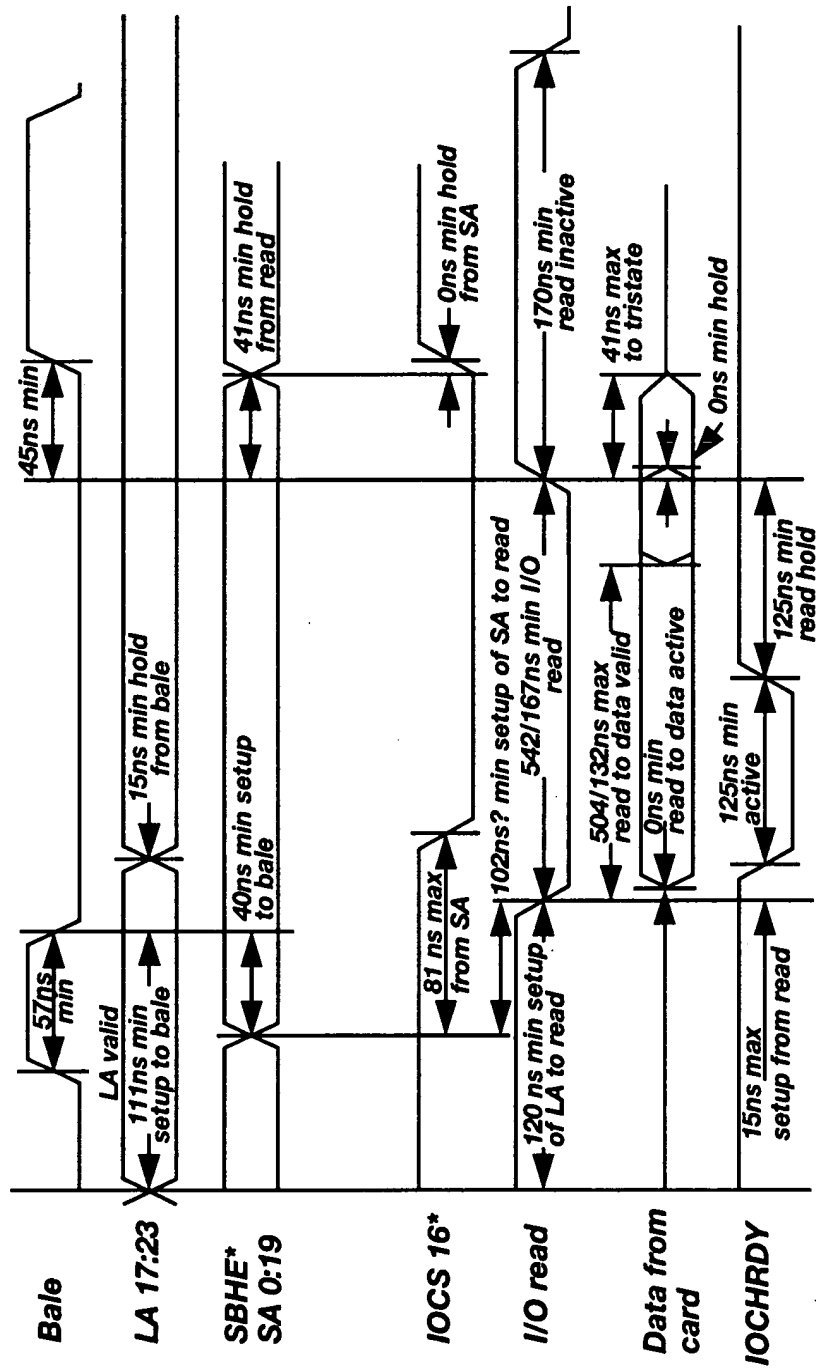 Bale
57ns
min
45ns min
LA 17:23
LA valid
111ns min
setup to bale
15ns min hold
from bale
SBHE*
SA 0:19
40ns min setup
to bale
41ns min hold
from read
IOCS 16*
81 ns max
from SA
0ns min hold
from SA
102ns? min setup of SA to read
I/O read
120 ns min setup
of LA to read
542/167ns min I/O
read
170ns min
read inactive
Data from
card
504/132ns max
read to data valid
0ns min
read to data active
41ns max
to tristate
0ns min hold
IOCHRDY
15ns max
setup from read
125ns min
active
125ns min
read hold